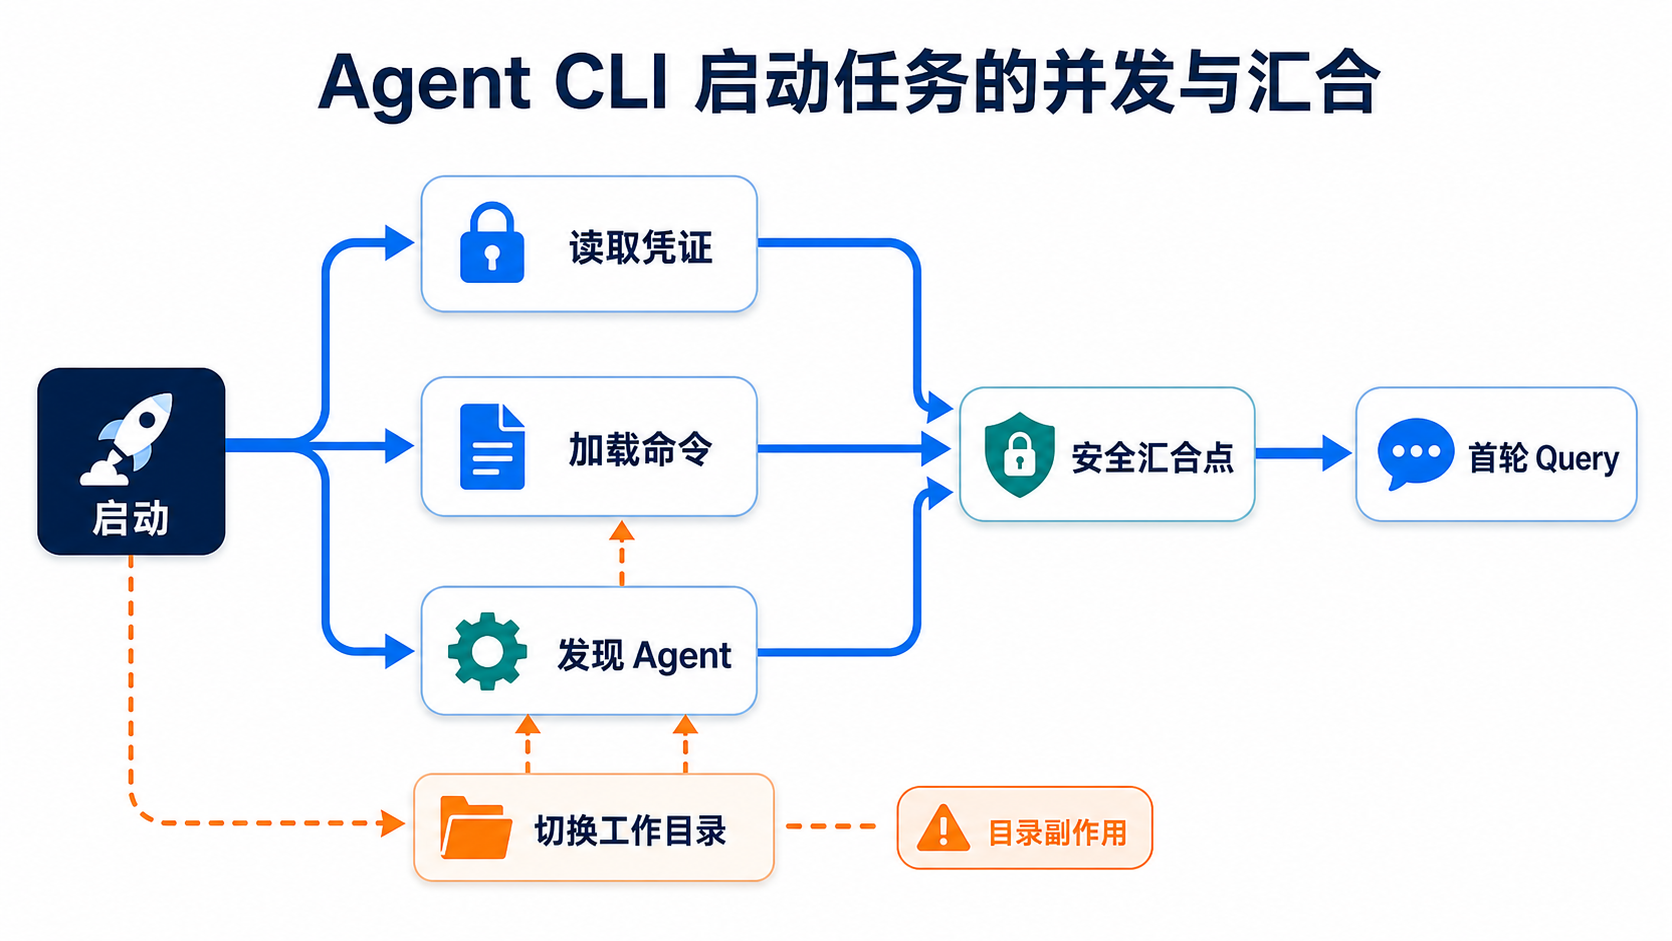 Agent CLI 启动任务的并发与汇合
读取凭证
启动
加载命令
安全汇合点
首轮 Query
发现 Agent
切换工作目录
目录副作用